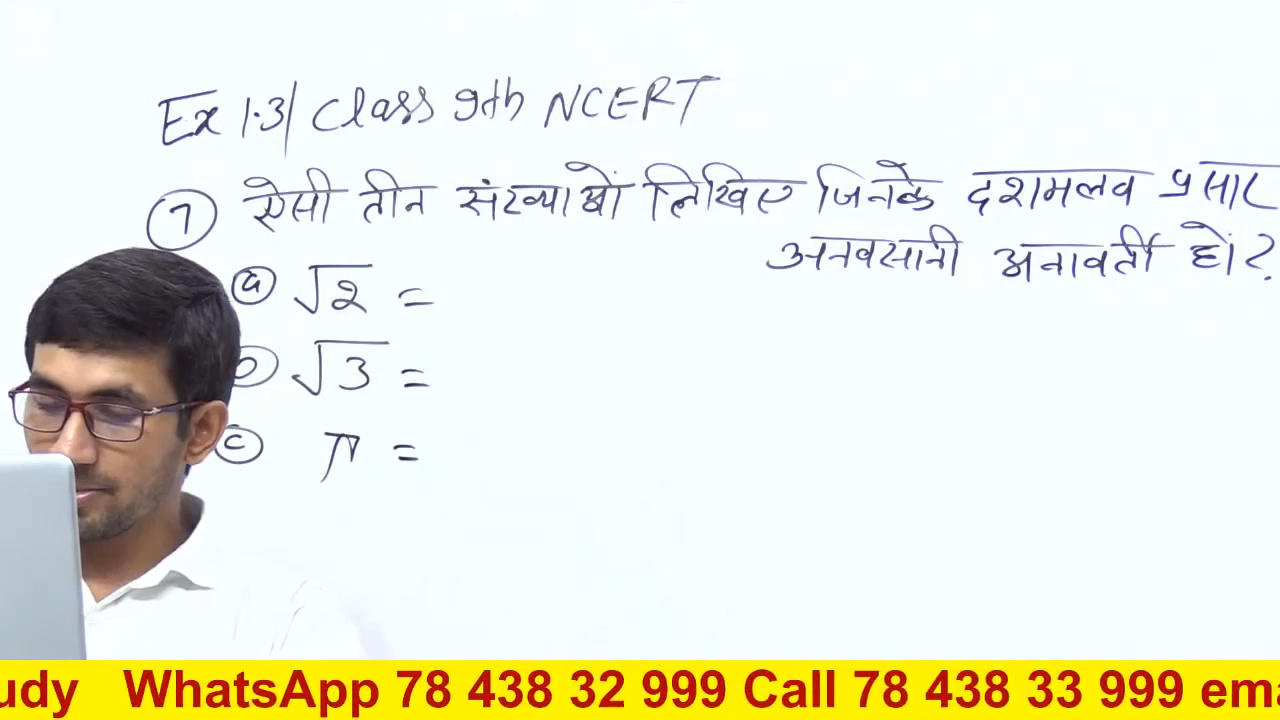 Ex 1.3/ Class 9th NCERT
7 ऐसी तीन संख्याओं लिखिए जिनके दशमलव प्रसार
अनवसानी अनावर्ती हों?
a √2 =
b √3 =
c π =
udy WhatsApp 78 438 32 999 Call 78 438 33 999 ema